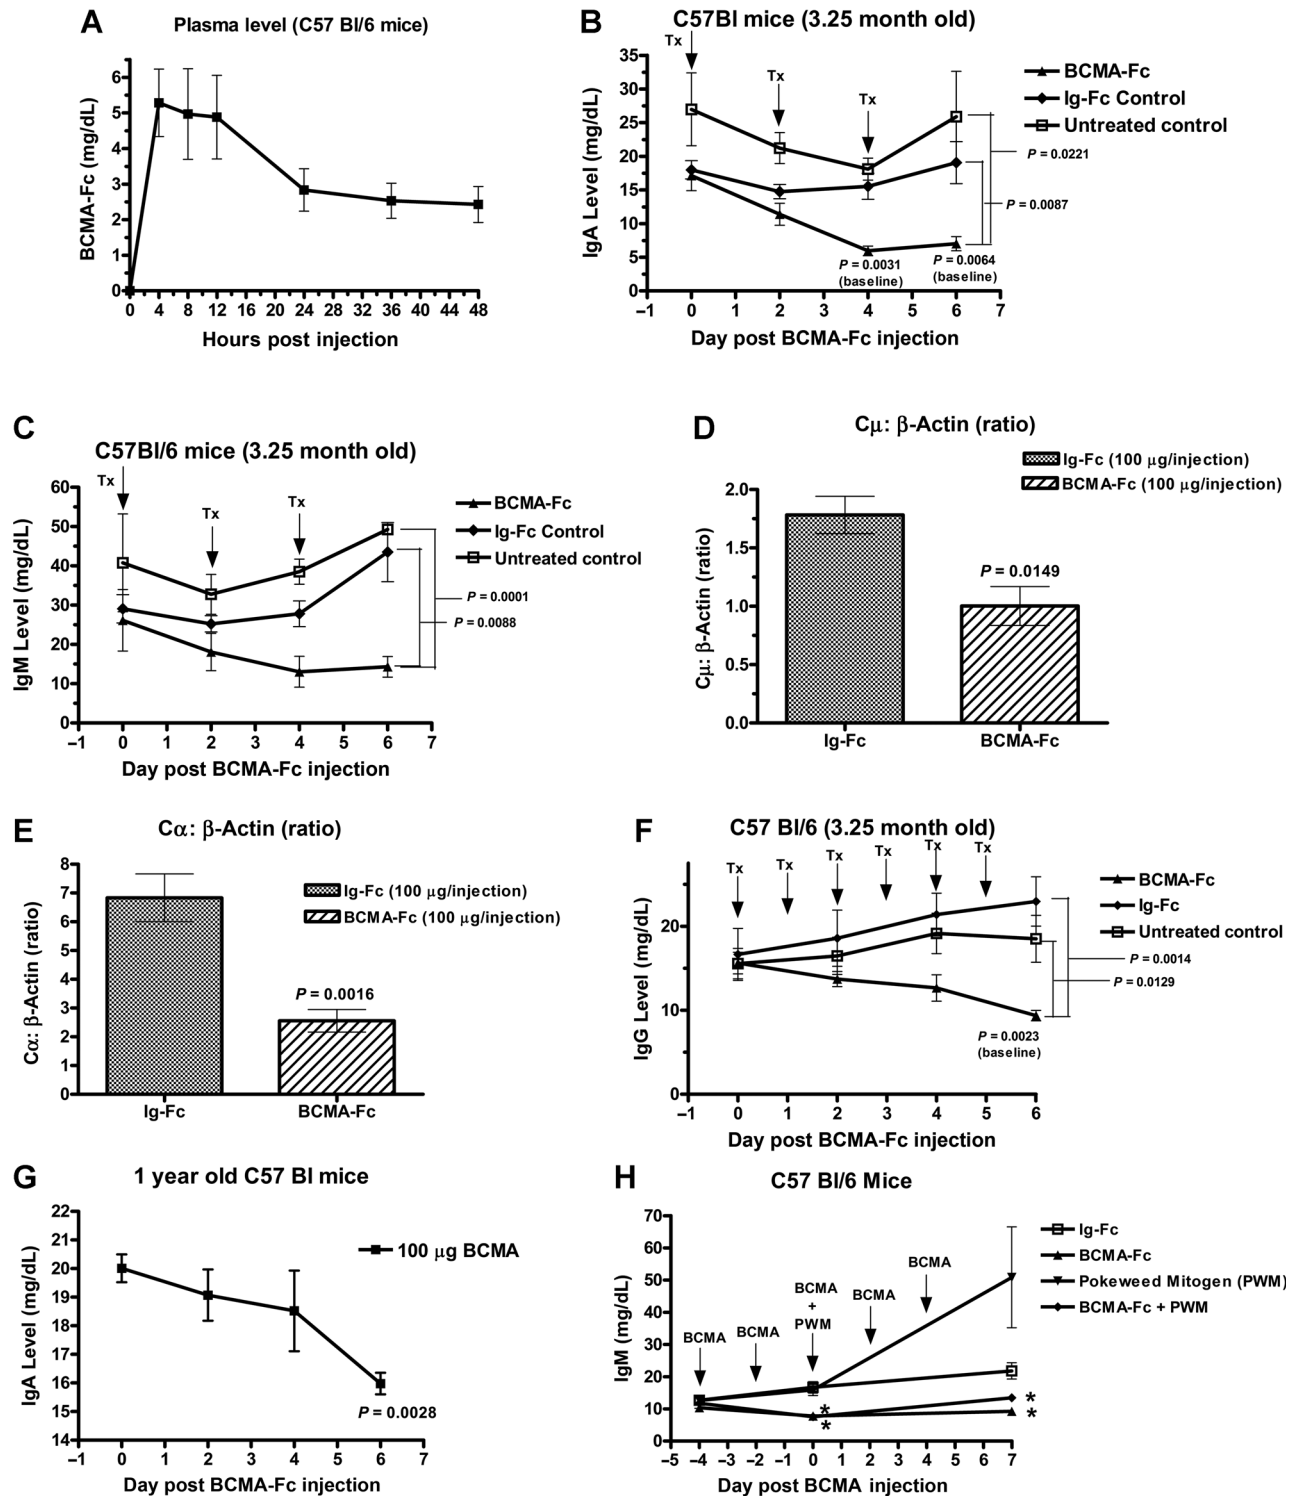 A
Plasma level (C57 Bl/6 mice)
BCMA-Fc (mg/dL)
6
5
4
3
2
1
0
0 4 8 12 16 20 24 28 32 36 40 44 48
Hours post injection
B
C57Bl mice (3.25 month old)
Tx
Tx
Tx
BCMA-Fc
Ig-Fc Control
Untreated control
IgA Level (mg/dL)
35
30
25
20
15
10
5
0
P = 0.0221
P = 0.0087
P = 0.0031
(baseline)
P = 0.0064
(baseline)
–1 0 1 2 3 4 5 6 7
Day post BCMA-Fc injection
C
C57Bl/6 mice (3.25 month old)
Tx
Tx
Tx
BCMA-Fc
Ig-Fc Control
Untreated control
IgM Level (mg/dL)
60
50
40
30
20
10
0
P = 0.0001
P = 0.0088
–1 0 1 2 3 4 5 6 7
Day post BCMA-Fc injection
D
Cμ: β-Actin (ratio)
Ig-Fc (100 μg/injection)
BCMA-Fc (100 μg/injection)
Cμ: β-Actin (ratio)
2.0
1.5
1.0
0.5
0.0
P = 0.0149
Ig-Fc BCMA-Fc
E
Cα: β-Actin (ratio)
Ig-Fc (100 μg/injection)
BCMA-Fc (100 μg/injection)
Cα: β-Actin (ratio)
8
7
6
5
4
3
2
1
0
P = 0.0016
Ig-Fc BCMA-Fc
F
C57 Bl/6 (3.25 month old)
Tx
Tx
Tx
Tx
Tx
Tx
BCMA-Fc
Ig-Fc
Untreated control
IgG Level (mg/dL)
20
10
0
P = 0.0014
P = 0.0129
P = 0.0023
(baseline)
–1 0 1 2 3 4 5 6
Day post BCMA-Fc injection
G
1 year old C57 Bl mice
100 μg BCMA
IgA Level (mg/dL)
22
21
20
19
18
17
16
15
14
P = 0.0028
–1 0 1 2 3 4 5 6 7
Day post BCMA-Fc injection
H
C57 Bl/6 Mice
Ig-Fc
BCMA-Fc
Pokeweed Mitogen (PWM)
BCMA-Fc + PWM
IgM (mg/dL)
70
60
50
40
30
20
10
0
BCMA
BCMA
BCMA
+
PWM
BCMA
BCMA
*
*
*
*
–5 –4 –3 –2 –1 0 1 2 3 4 5 6 7
Day post BCMA injection